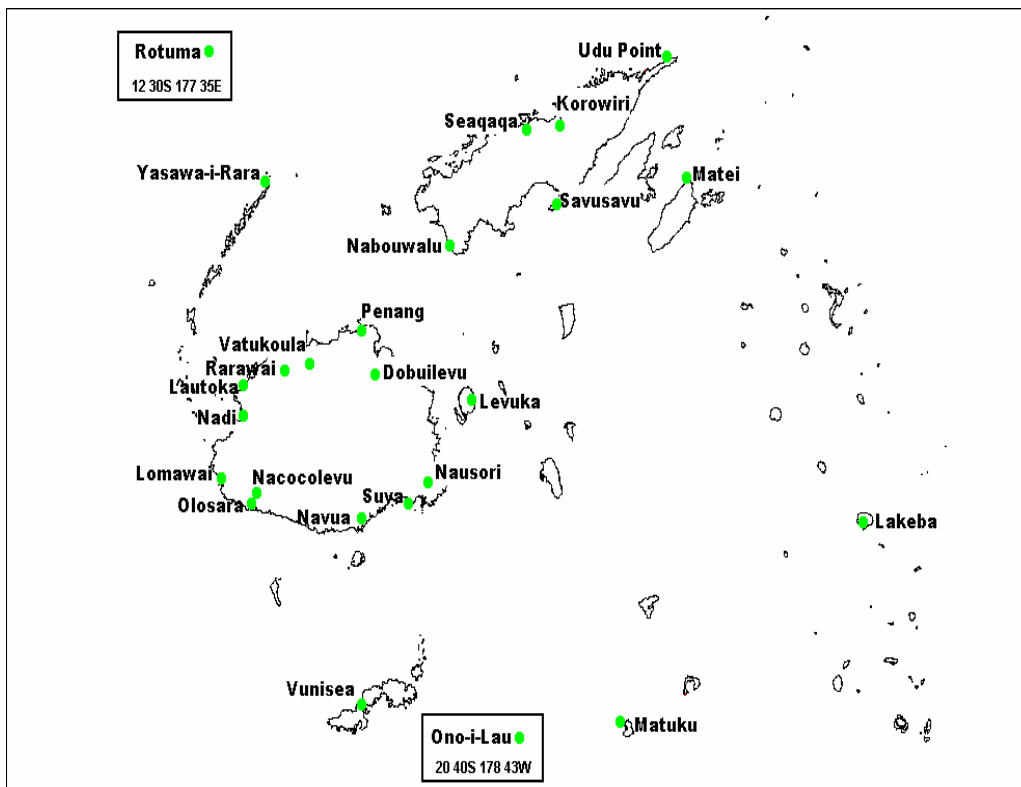 Rotuma
12 30S 177 35E
Udu Point
Korowiri
Seaqaqa
Yasawa-i-Rara
Matei
Savusavu
Nabouwalu
Penang
Vatukoula
Rarawai
Dobuilevu
Lautoka
Levuka
Nadi
Lomawai
Nacocolevu
Nausori
Olosara
Suva
Navua
Lakeba
Vunisea
Matuku
Ono-i-Lau
20 40S 178 43W